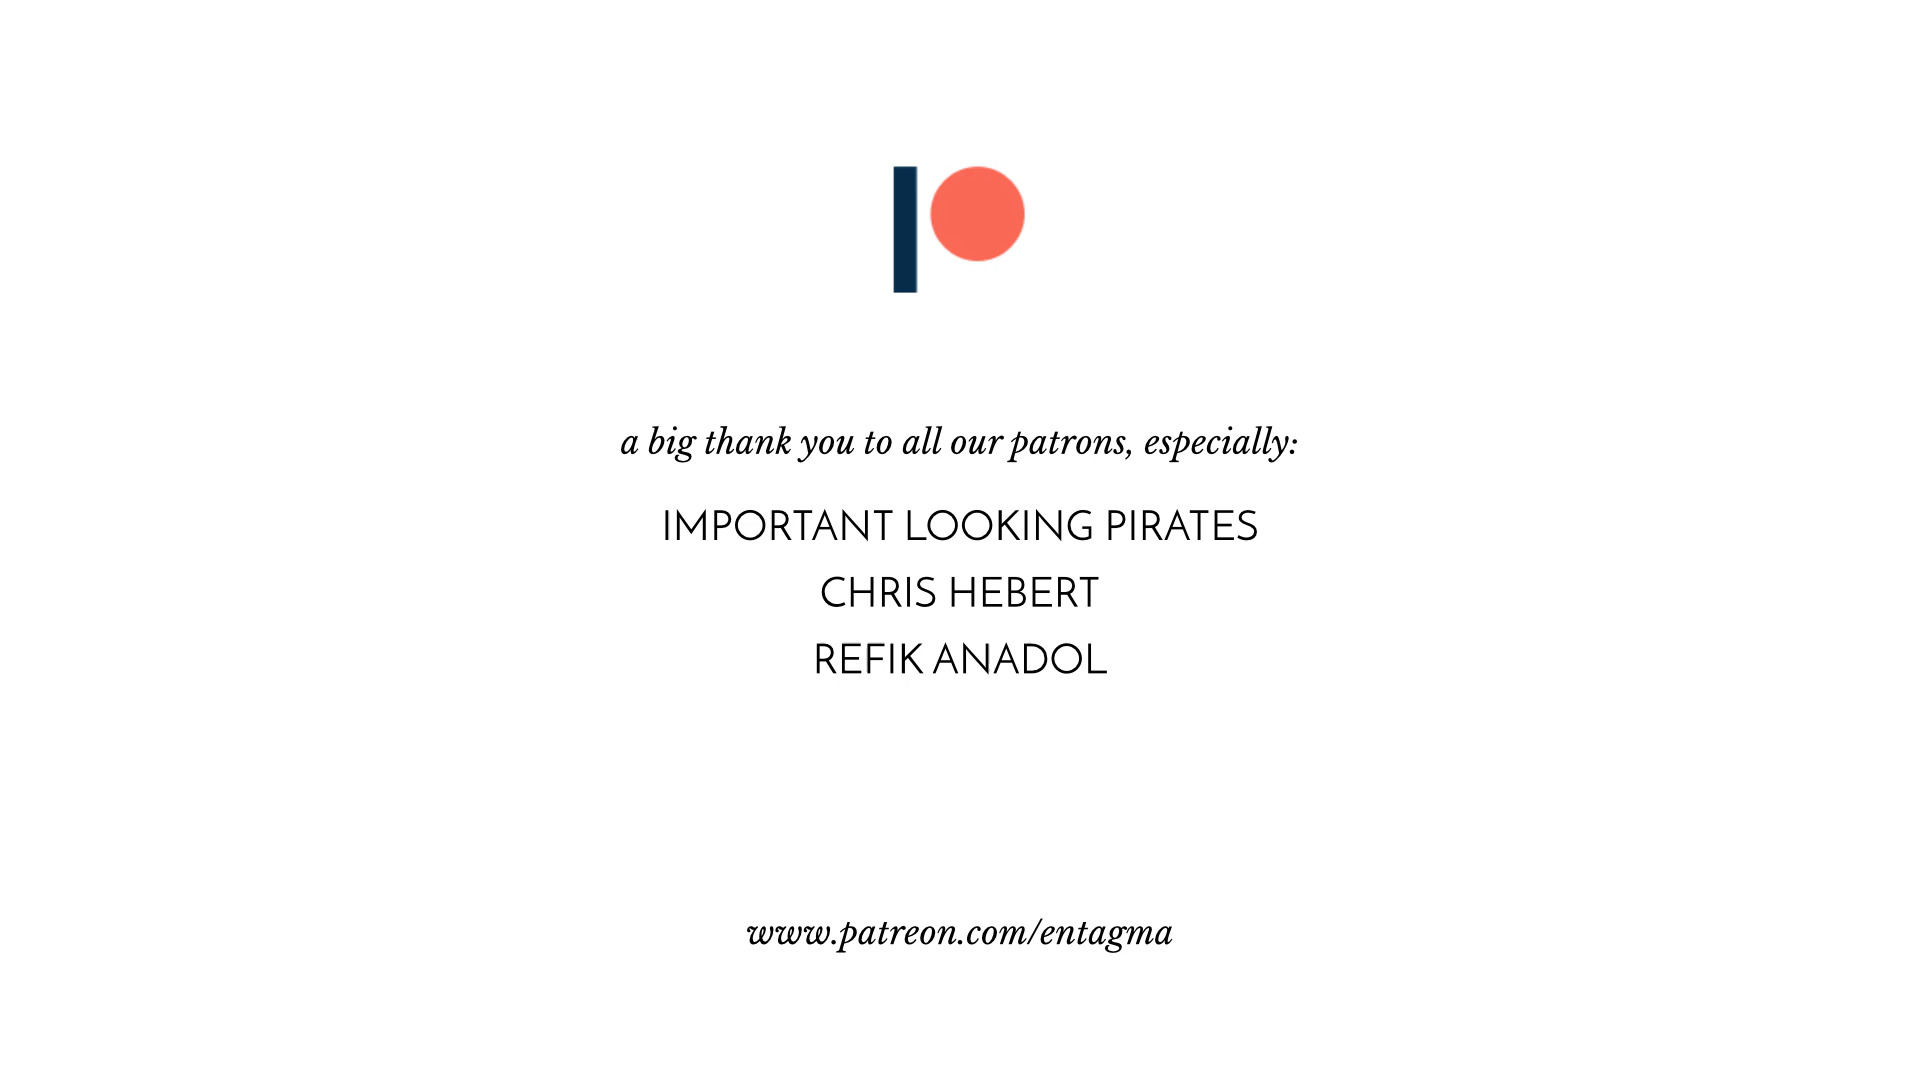 a big thank you to all our patrons, especially:
IMPORTANT LOOKING PIRATES
CHRIS HEBERT
REFIK ANADOL
www.patreon.com/entagma